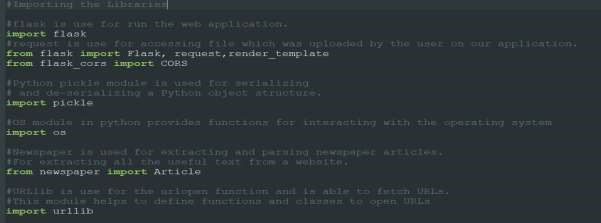 #Importing the Libraries
#flask is use for run the web application.
import flask
#request is use for accessing file which was uploaded by the user on our application.
from flask import Flask, request,render_template
from flask_cors import CORS
#Python pickle module is used for serializing
# and de-serializing a Python object structure.
import pickle
#OS module in python provides functions for interacting with the operating system
import os
#Newspaper is used for extracting and parsing newspaper articles.
#For extracting all the useful text from a website.
from newspaper import Article
#URLlib is use for the urlopen function and is able to fetch URLs.
#This module helps to define functions and classes to open URLs
import urllib